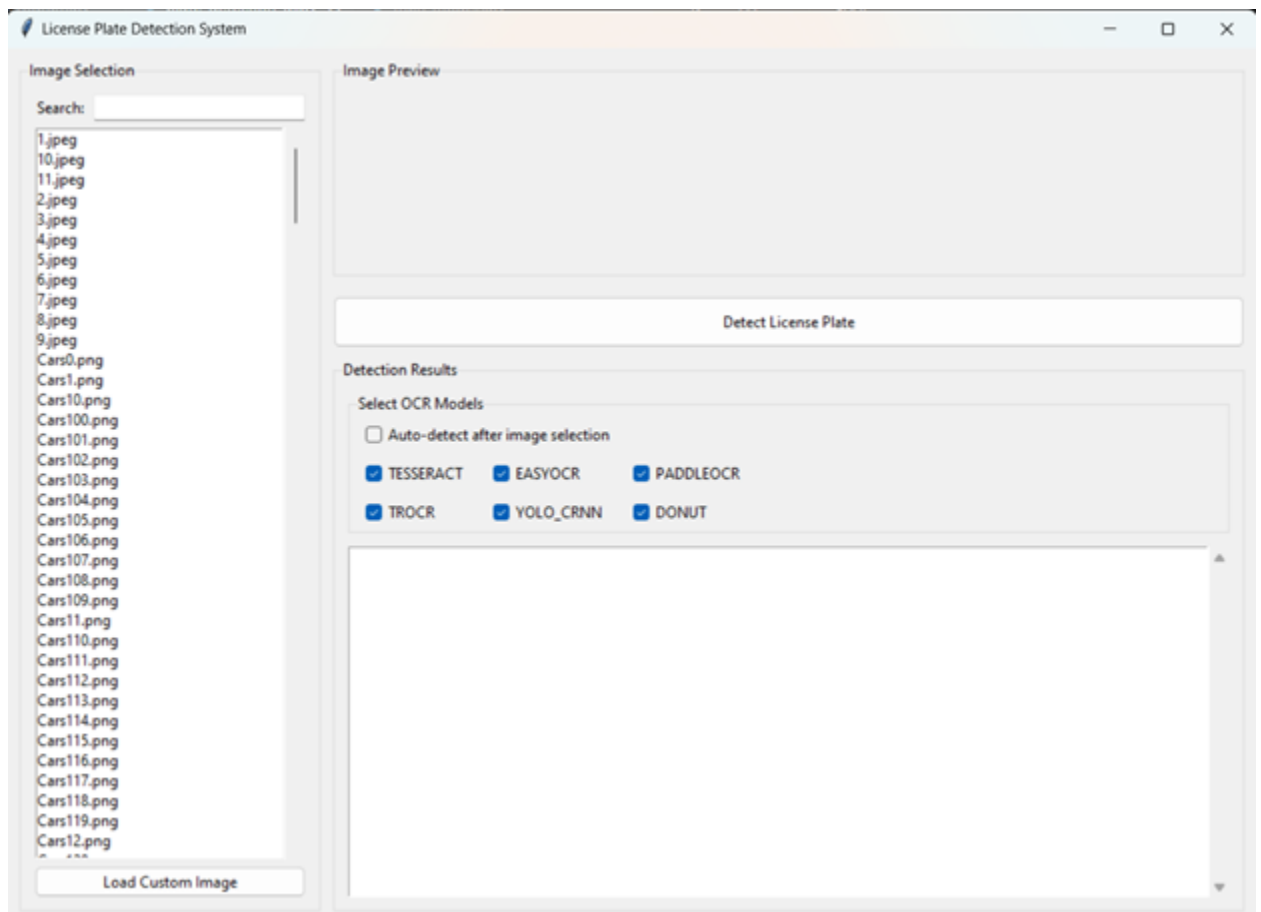 License Plate Detection System
Image Selection
Search:
1.jpeg
10.jpeg
11.jpeg
2.jpeg
3.jpeg
4.jpeg
5.jpeg
6.jpeg
7.jpeg
8.jpeg
9.jpeg
Cars0.png
Cars1.png
Cars10.png
Cars100.png
Cars101.png
Cars102.png
Cars103.png
Cars104.png
Cars105.png
Cars106.png
Cars107.png
Cars108.png
Cars109.png
Cars11.png
Cars110.png
Cars111.png
Cars112.png
Cars113.png
Cars114.png
Cars115.png
Cars116.png
Cars117.png
Cars118.png
Cars119.png
Cars12.png
Load Custom Image
Image Preview
Detect License Plate
Detection Results
Select OCR Models
Auto-detect after image selection
TESSERACT EASYOCR PADDLEOCR
TROCR YOLO_CRNN DONUT